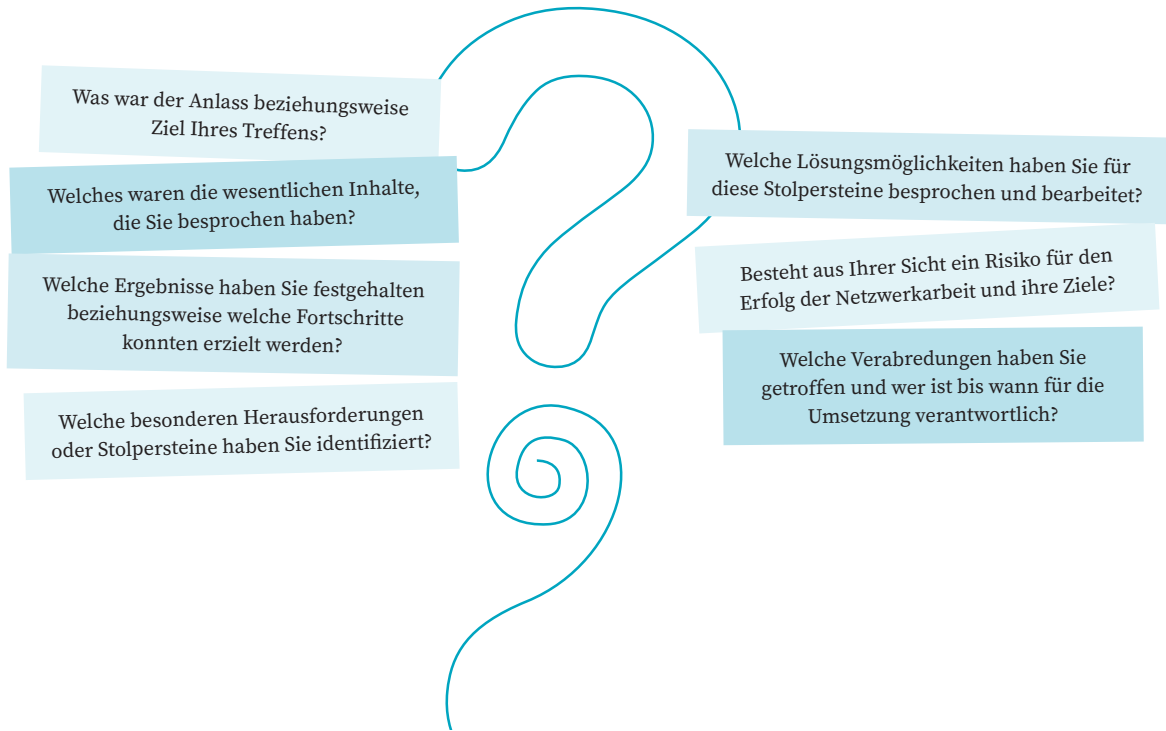 Was war der Anlass beziehungsweise
Ziel Ihres Treffens?
Welches waren die wesentlichen Inhalte,
die Sie besprochen haben?
Welche Ergebnisse haben Sie festgehalten
beziehungsweise welche Fortschritte
konnten erzielt werden?
Welche besonderen Herausforderungen
oder Stolpersteine haben Sie identifiziert?
Welche Lösungsmöglichkeiten haben Sie für
diese Stolpersteine besprochen und bearbeitet?
Besteht aus Ihrer Sicht ein Risiko für den
Erfolg der Netzwerkarbeit und ihre Ziele?
Welche Verabredungen haben Sie
getroffen und wer ist bis wann für die
Umsetzung verantwortlich?